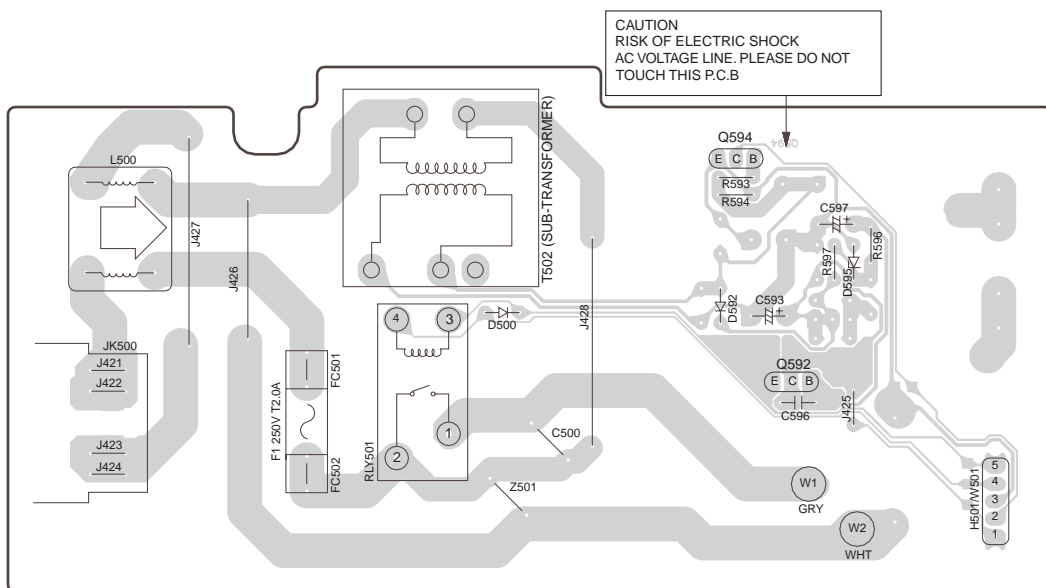 CAUTION
RISK OF ELECTRIC SHOCK
AC VOLTAGE LINE. PLEASE DO NOT
TOUCH THIS P.C.B
Q594
E C B
Q594
R593
R594
C597
+
R597
D595
R596
L500
J427
J426
T502 (SUB-TRANSFORMER)
D592
C593
+
4
3
D500
J428
JK500
J421
J422
J423
J424
FC501
F1 250V T2.0A
FC502
RLY501
1
2
C500
Z501
Q592
E C B
C596
J425
W1
GRY
W2
WHT
H501/W501
5
4
3
2
1